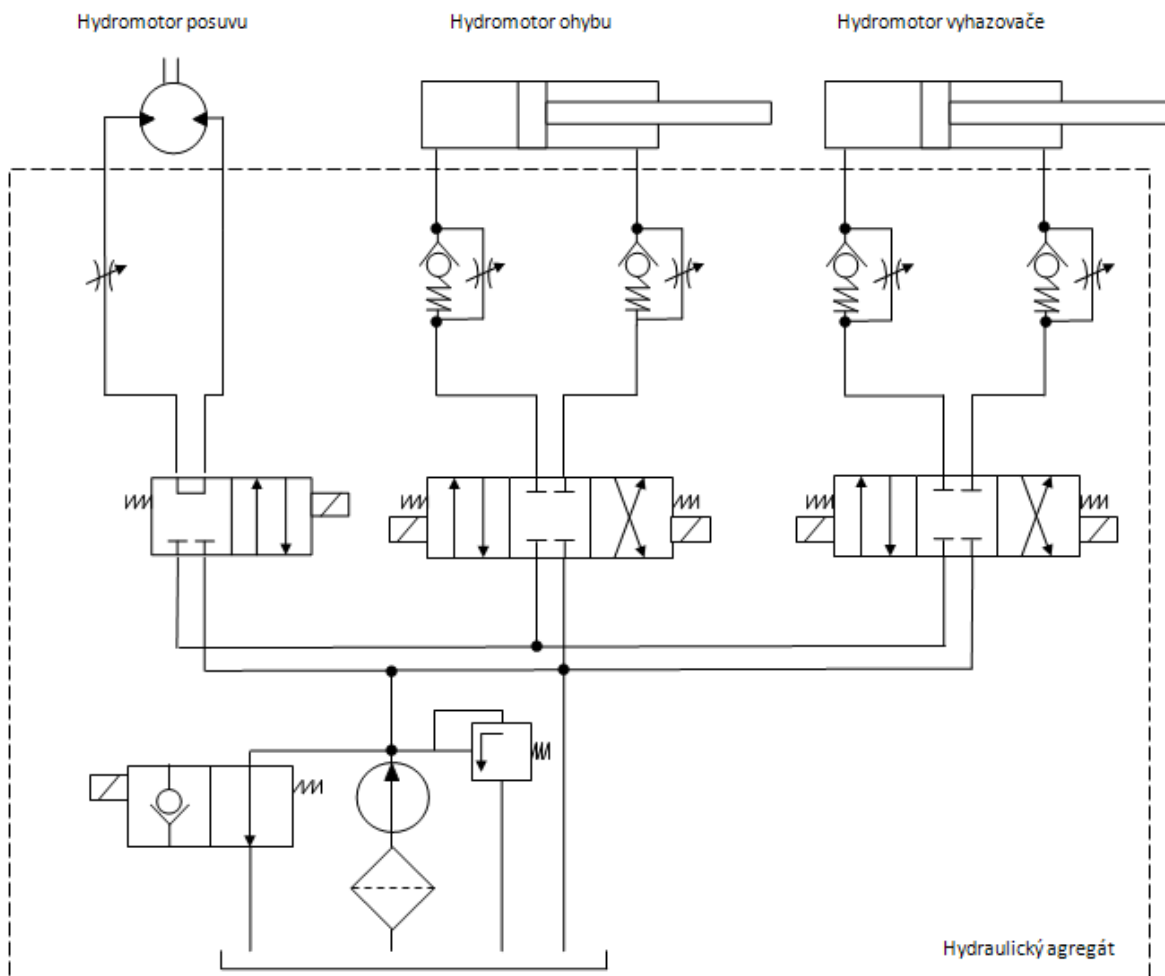 Hydromotor posuvu
Hydromotor ohybu
Hydromotor vyhazovače
Hydraulický agregát